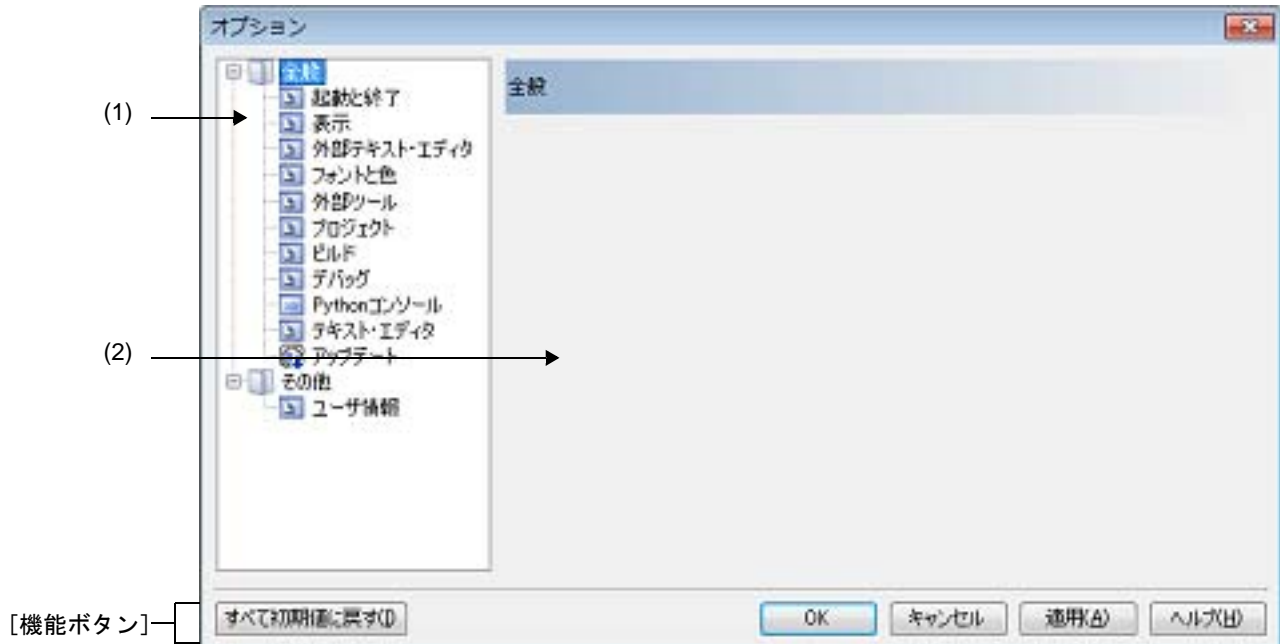 オプション
全般
起動と終了
表示
外部テキスト・エディタ
フォントと色
外部ツール
プロジェクト
ビルド
デバッグ
Pythonコンソール
テキスト・エディタ
アップデート
その他
ユーザ情報
全般
(1)
(2)
[機能ボタン]
すべて初期値に戻す(I)
OK
キャンセル
適用(A)
ヘルプ(H)